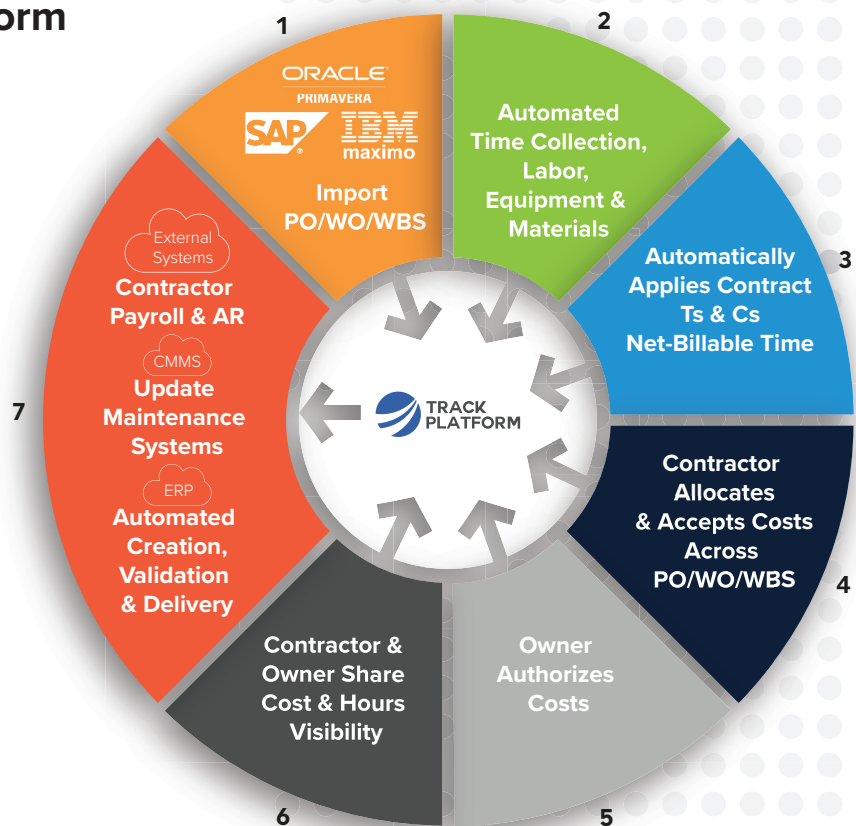 orm
1
ORACLE
PRIMAVERA
SAP®
IBM
maximo
Import
PO/WO/WBS
2
Automated
Time Collection,
Labor,
Equipment &
Materials
3
Automatically
Applies Contract
Ts & Cs
Net-Billable Time
4
Contractor
Allocates
& Accepts Costs
Across
PO/WO/WBS
5
Owner
Authorizes
Costs
6
Contractor &
Owner Share
Cost & Hours
Visibility
7
External
Systems
Contractor
Payroll & AR
CMMS
Update
Maintenance
Systems
ERP
Automated
Creation,
Validation
& Delivery
TRACK
PLATFORM